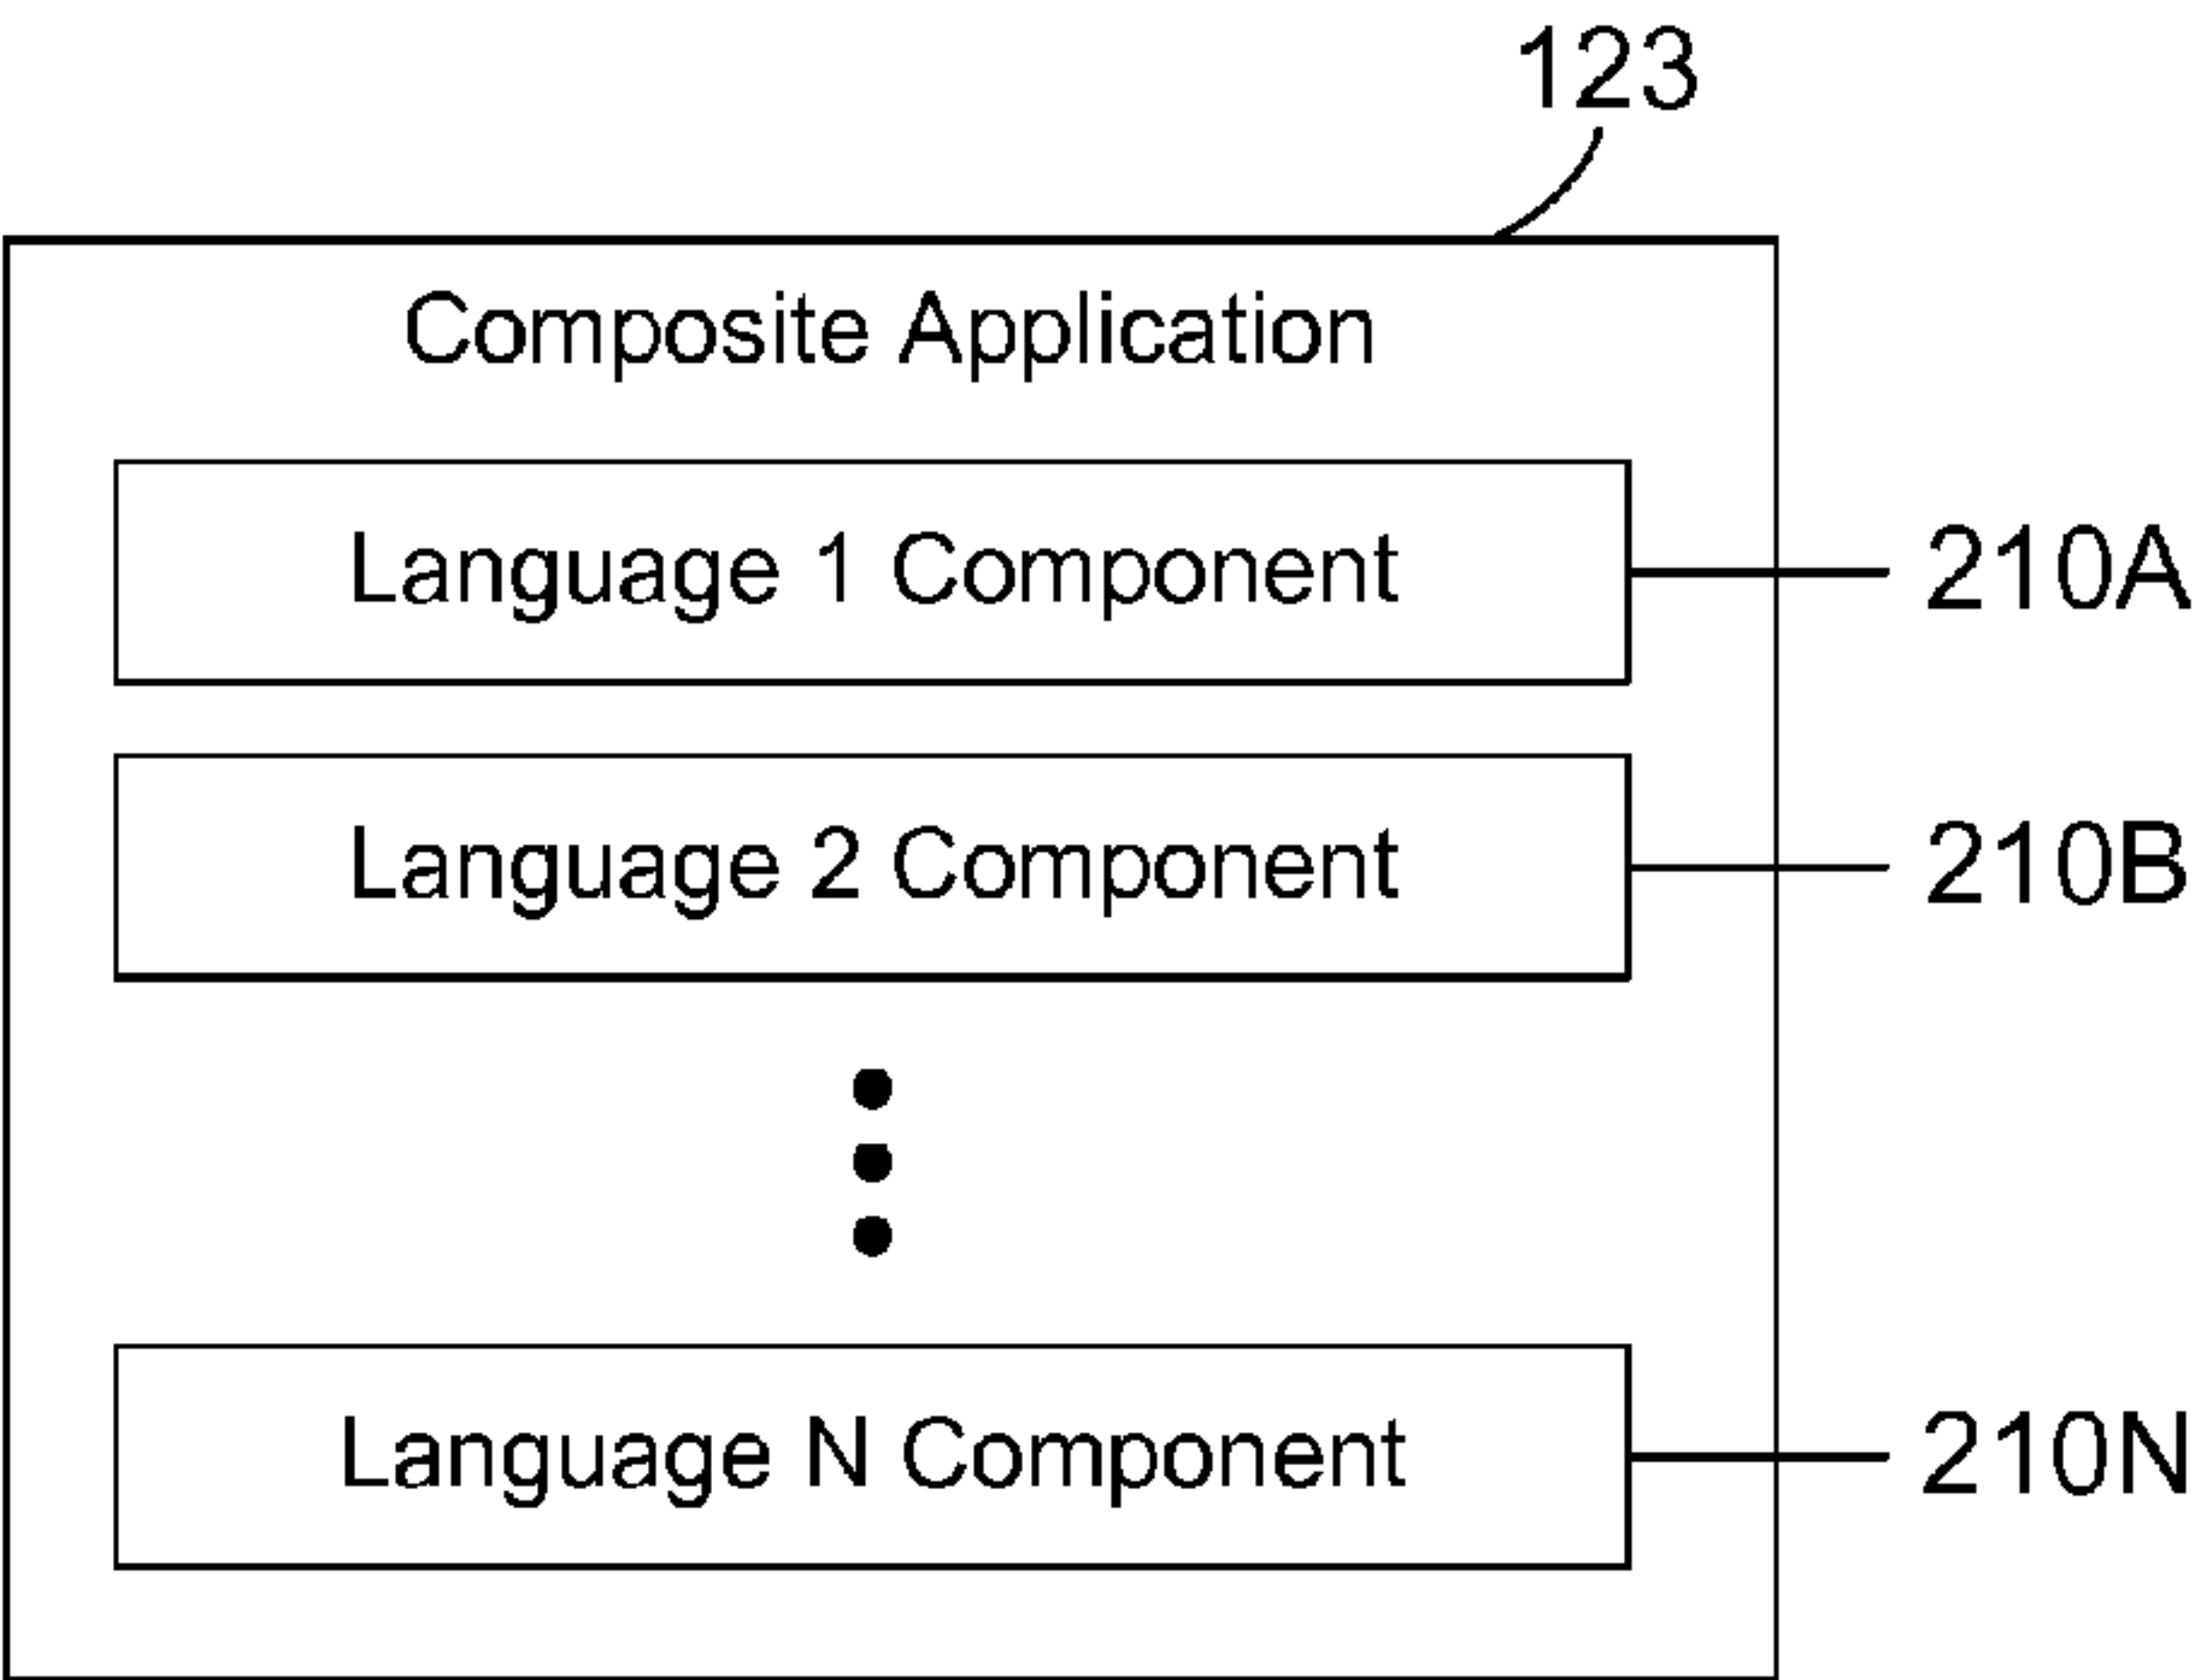 123
Composite Application
Language 1 Component 210A
Language 2 Component 210B
Language N Component 210N